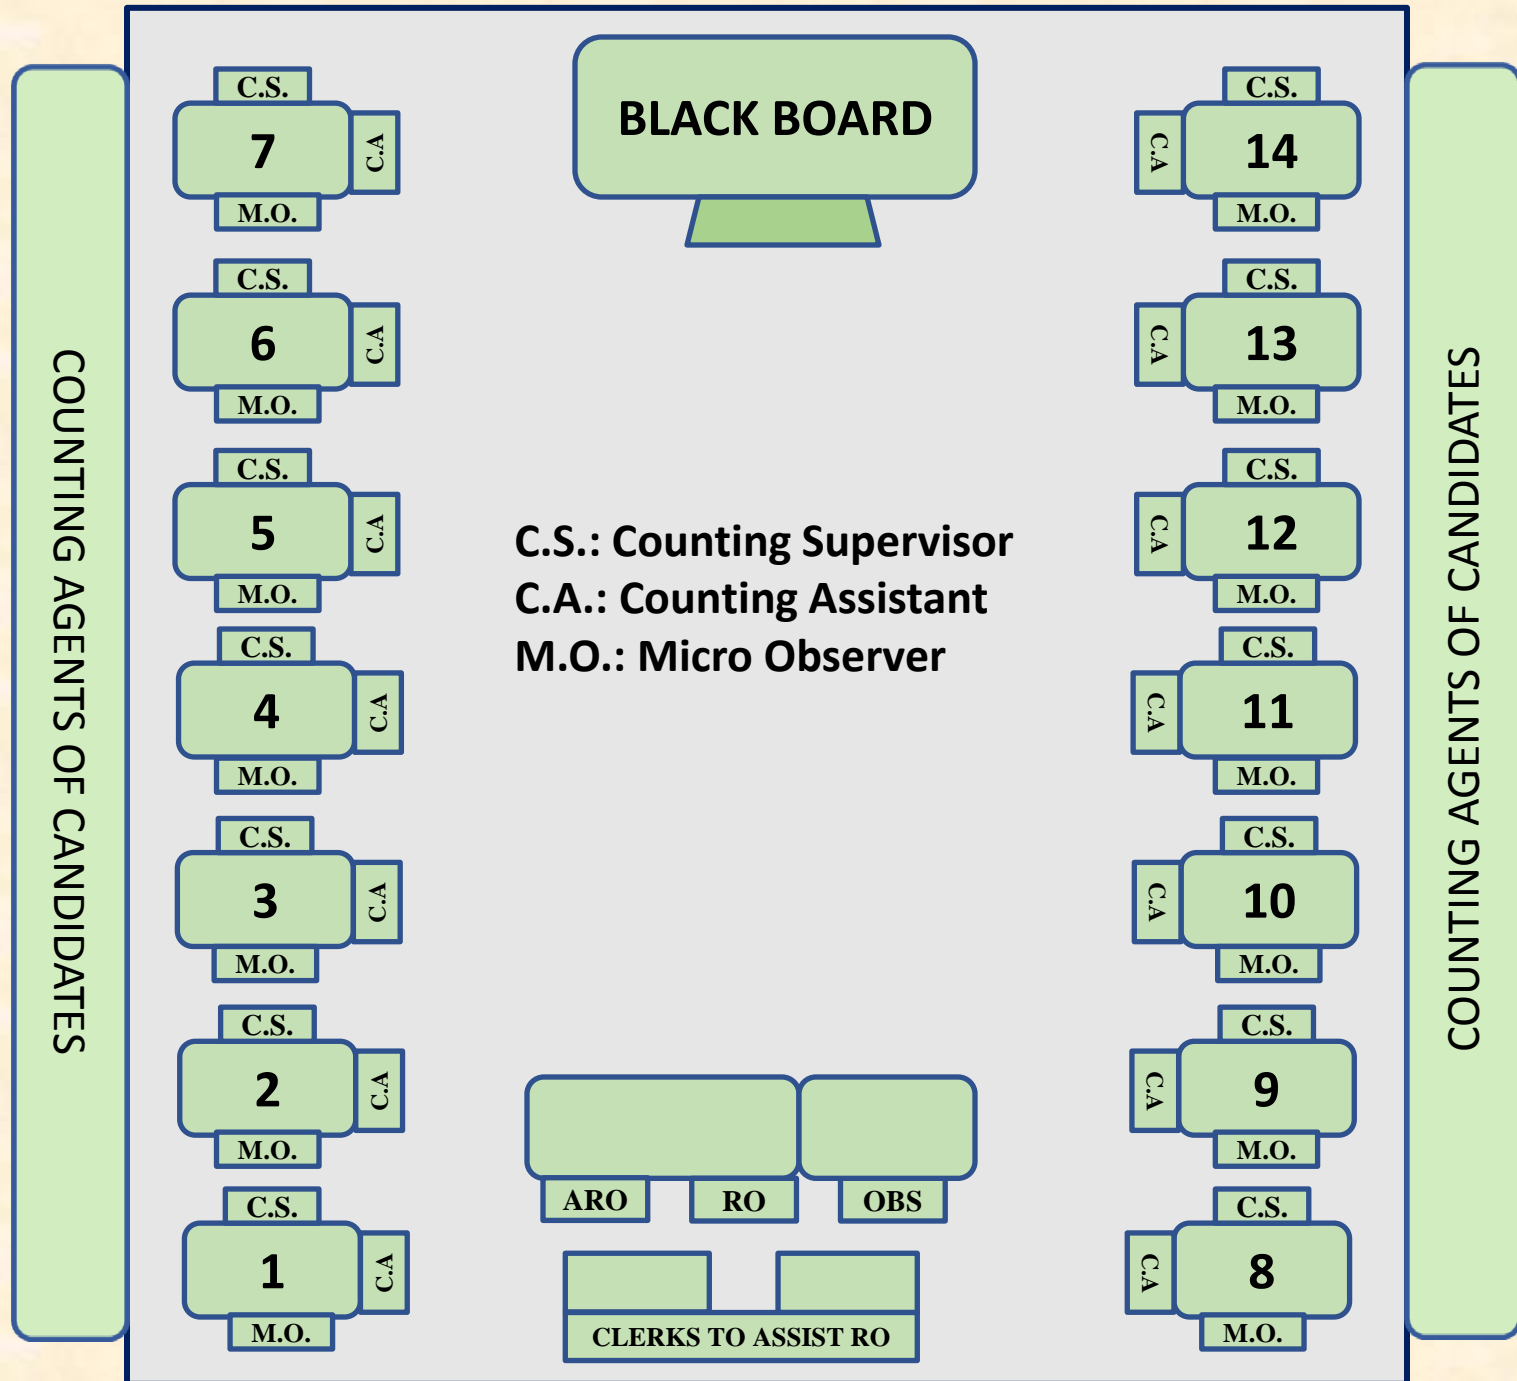 COUNTING AGENTS OF CANDIDATES
C.S.
7
C.A
M.O.
C.S.
6
C.A
M.O.
C.S.
5
C.A
M.O.
C.S.
4
C.A
M.O.
C.S.
3
C.A
M.O.
C.S.
2
C.A
M.O.
C.S.
1
C.A
M.O.
BLACK BOARD
C.S.: Counting Supervisor
C.A.: Counting Assistant
M.O.: Micro Observer
ARO
RO
OBS
CLERKS TO ASSIST RO
C.S.
C.A
14
M.O.
C.S.
C.A
13
M.O.
C.S.
C.A
12
M.O.
C.S.
C.A
11
M.O.
C.S.
C.A
10
M.O.
C.S.
C.A
9
M.O.
C.S.
C.A
8
M.O.
COUNTING AGENTS OF CANDIDATES